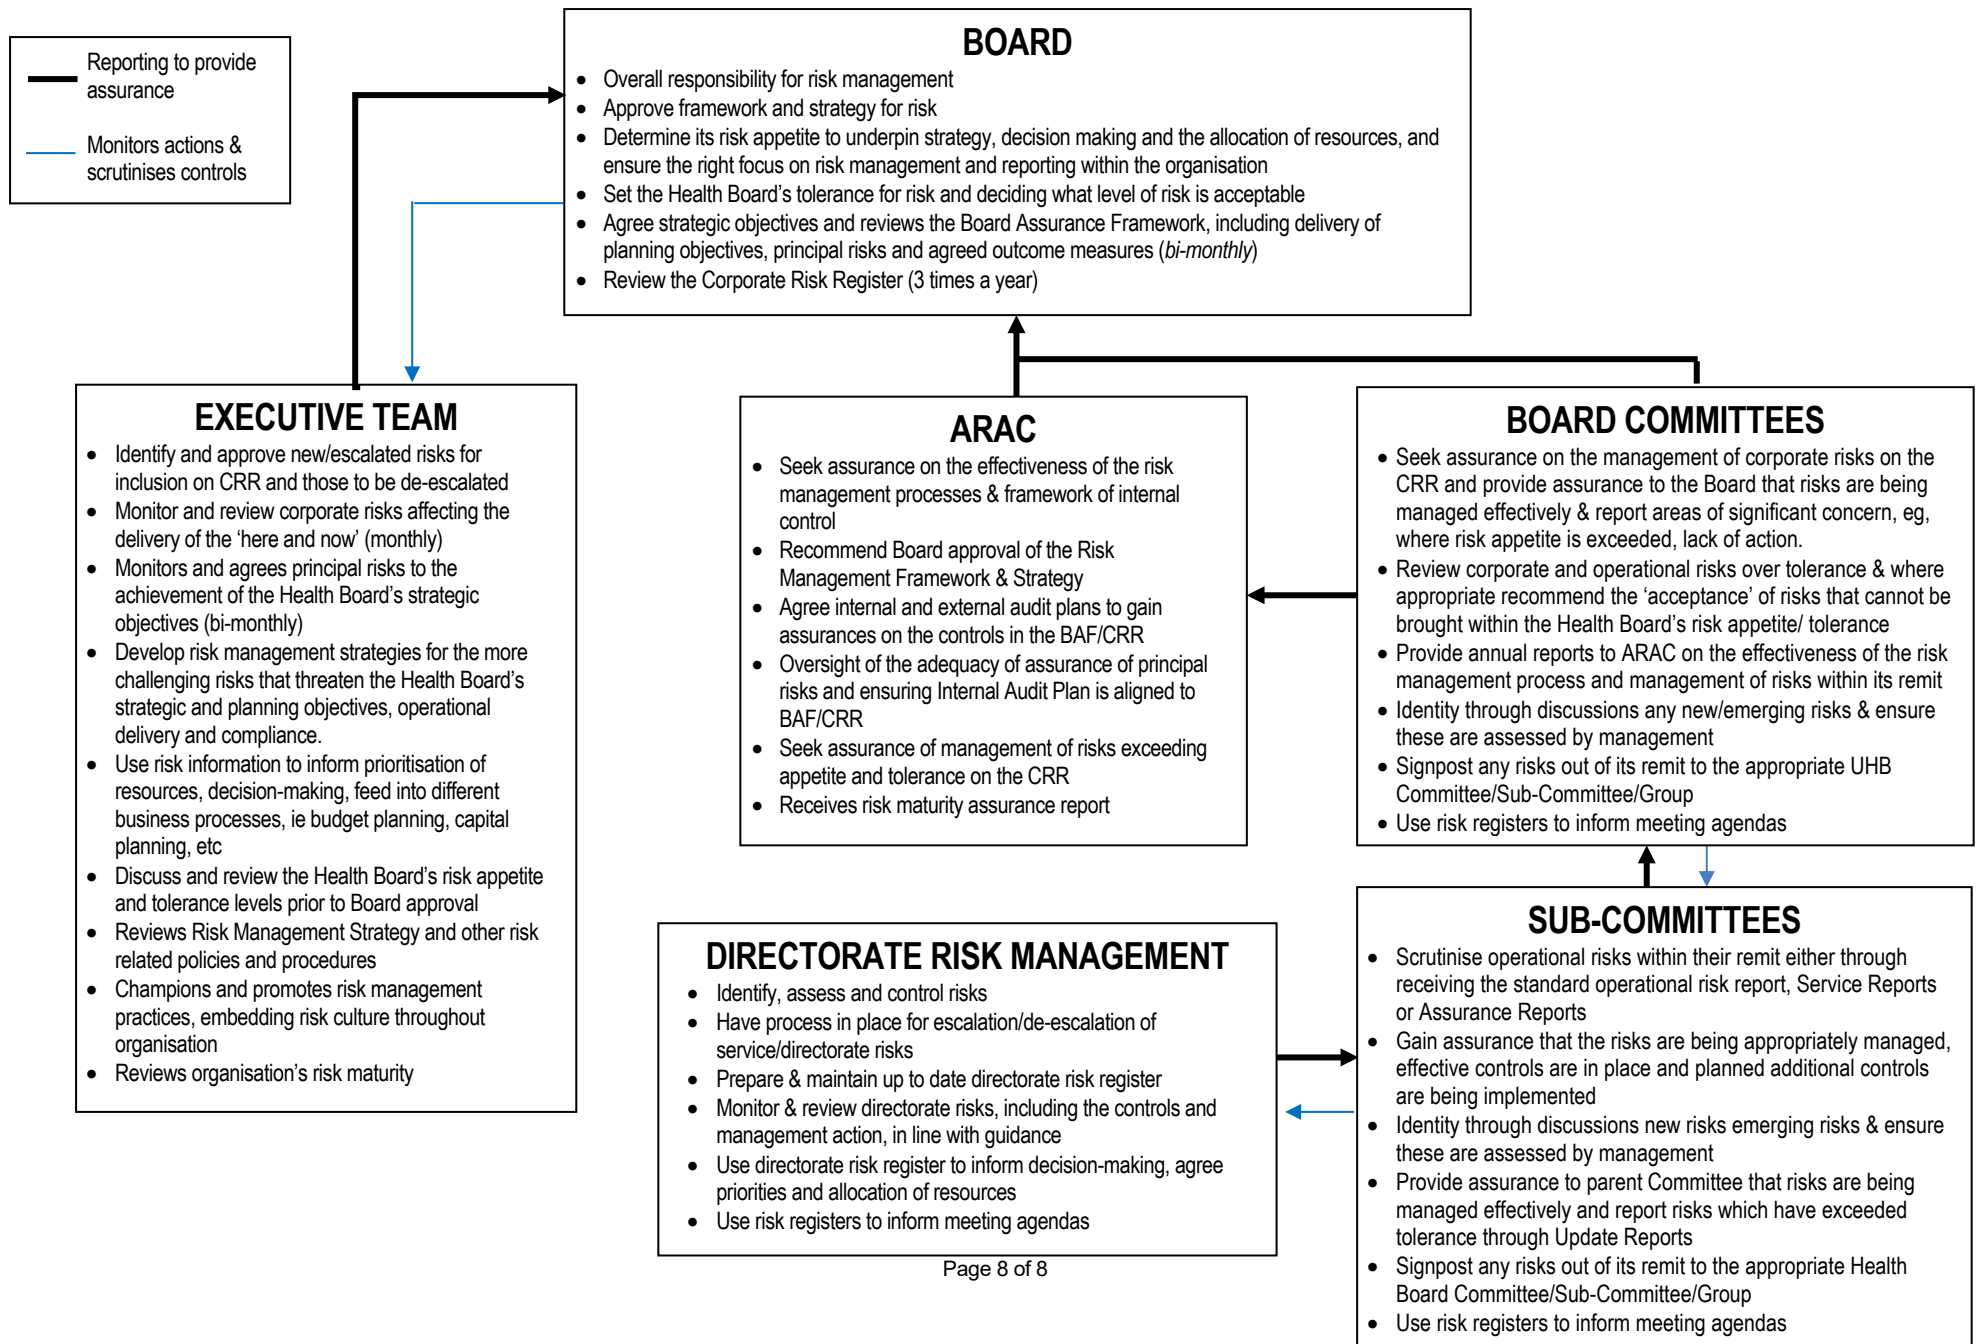 Reporting to provide
assurance
Monitors actions &
scrutinises controls
BOARD
• Overall responsibility for risk management
• Approve framework and strategy for risk
• Determine its risk appetite to underpin strategy, decision making and the allocation of resources, and
ensure the right focus on risk management and reporting within the organisation
• Set the Health Board's tolerance for risk and deciding what level of risk is acceptable
• Agree strategic objectives and reviews the Board Assurance Framework, including delivery of
planning objectives, principal risks and agreed outcome measures (bi-monthly)
• Review the Corporate Risk Register (3 times a year)
EXECUTIVE TEAM
• Identify and approve new/escalated risks for
inclusion on CRR and those to be de-escalated
• Monitor and review corporate risks affecting the
delivery of the 'here and now' (monthly)
• Monitors and agrees principal risks to the
achievement of the Health Board's strategic
objectives (bi-monthly)
• Develop risk management strategies for the more
challenging risks that threaten the Health Board's
strategic and planning objectives, operational
delivery and compliance.
• Use risk information to inform prioritisation of
resources, decision-making, feed into different
business processes, ie budget planning, capital
planning, etc
• Discuss and review the Health Board's risk appetite
and tolerance levels prior to Board approval
• Reviews Risk Management Strategy and other risk
related policies and procedures
• Champions and promotes risk management
practices, embedding risk culture throughout
organisation
• Reviews organisation's risk maturity
ARAC
• Seek assurance on the effectiveness of the risk
management processes & framework of internal
control
• Recommend Board approval of the Risk
Management Framework & Strategy
• Agree internal and external audit plans to gain
assurances on the controls in the BAF/CRR
• Oversight of the adequacy of assurance of principal
risks and ensuring Internal Audit Plan is aligned to
BAF/CRR
• Seek assurance of management of risks exceeding
appetite and tolerance on the CRR
• Receives risk maturity assurance report
BOARD COMMITTEES
• Seek assurance on the management of corporate risks on the
CRR and provide assurance to the Board that risks are being
managed effectively & report areas of significant concern, eg,
where risk appetite is exceeded, lack of action.
• Review corporate and operational risks over tolerance & where
appropriate recommend the 'acceptance' of risks that cannot be
brought within the Health Board's risk appetite/ tolerance
• Provide annual reports to ARAC on the effectiveness of the risk
management process and management of risks within its remit
• Identity through discussions any new/emerging risks & ensure
these are assessed by management
• Signpost any risks out of its remit to the appropriate UHB
Committee/Sub-Committee/Group
• Use risk registers to inform meeting agendas
DIRECTORATE RISK MANAGEMENT
• Identify, assess and control risks
• Have process in place for escalation/de-escalation of
service/directorate risks
• Prepare & maintain up to date directorate risk register
• Monitor & review directorate risks, including the controls and
management action, in line with guidance
• Use directorate risk register to inform decision-making, agree
priorities and allocation of resources
• Use risk registers to inform meeting agendas
SUB-COMMITTEES
• Scrutinise operational risks within their remit either through
receiving the standard operational risk report, Service Reports
or Assurance Reports
• Gain assurance that the risks are being appropriately managed,
effective controls are in place and planned additional controls
are being implemented
• Identity through discussions new risks emerging risks & ensure
these are assessed by management
• Provide assurance to parent Committee that risks are being
managed effectively and report risks which have exceeded
tolerance through Update Reports
• Signpost any risks out of its remit to the appropriate Health
Board Committee/Sub-Committee/Group
• Use risk registers to inform meeting agendas
Page 8 of 8